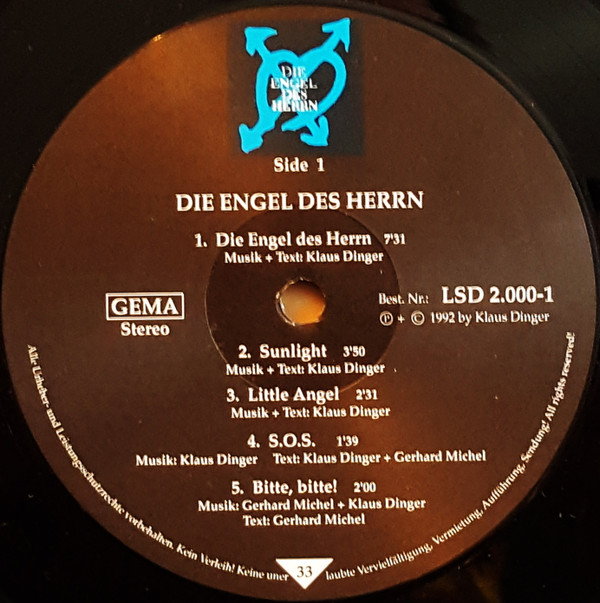 DIE
ENGEL
DES
HERRN
Side 1
DIE ENGEL DES HERRN
1. Die Engel des Herrn 7'31
Musik + Text: Klaus Dinger
GEMA
Stereo
Best. Nr.: LSD 2.000-1
Ⓟ + © 1992 by Klaus Dinger
2. Sunlight 3'50
Musik + Text: Klaus Dinger
3. Little Angel 2'31
Musik + Text: Klaus Dinger
4. S.O.S. 1'39
Musik: Klaus Dinger Text: Klaus Dinger + Gerhard Michel
5. Bitte, bitte! 2'00
Musik: Gerhard Michel + Klaus Dinger
Text: Gerhard Michel
Alle Urheber- und Leistungsschutzrechte vorbehalten. Kein Verleih! Keine uner 33 laubte Vervielfältigung, Vermietung, Aufführung, Sendung! All rights reserved!